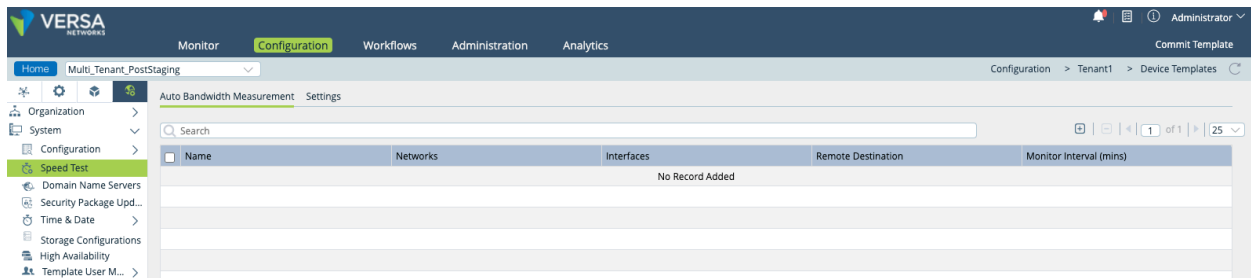 VERSA
NETWORKS
Administrator
Monitor Configuration Workflows Administration Analytics Commit Template
Home Multi_Tenant_PostStaging Configuration > Tenant1 > Device Templates
Auto Bandwidth Measurement Settings
Organization
System
Search 1 of 1 25
Configuration
Name Networks Interfaces Remote Destination Monitor Interval (mins)
Speed Test
No Record Added
Domain Name Servers
Security Package Upd...
Time & Date
Storage Configurations
High Availability
Template User M...